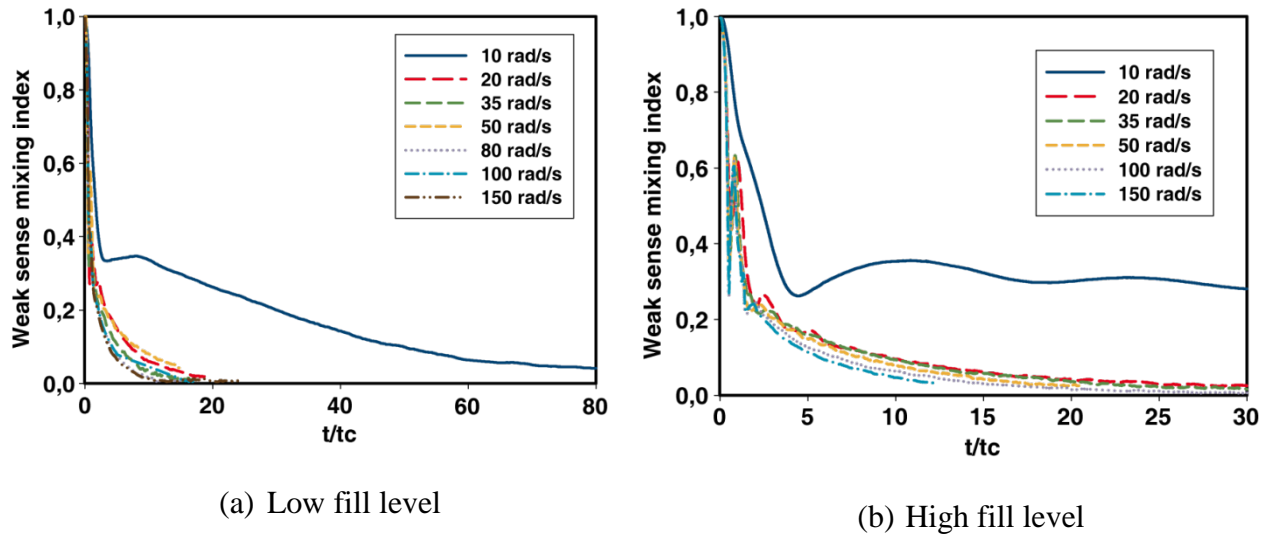 1,0
0,8
0,6
0,4
0,2
0,0
Weak sense mixing index
10 rad/s
20 rad/s
35 rad/s
50 rad/s
80 rad/s
100 rad/s
150 rad/s
0
20
40
60
80
t/tc
(a) Low fill level
1,0
0,8
0,6
0,4
0,2
0,0
Weak sense mixing index
10 rad/s
20 rad/s
35 rad/s
50 rad/s
100 rad/s
150 rad/s
0
5
10
15
20
25
30
t/tc
(b) High fill level